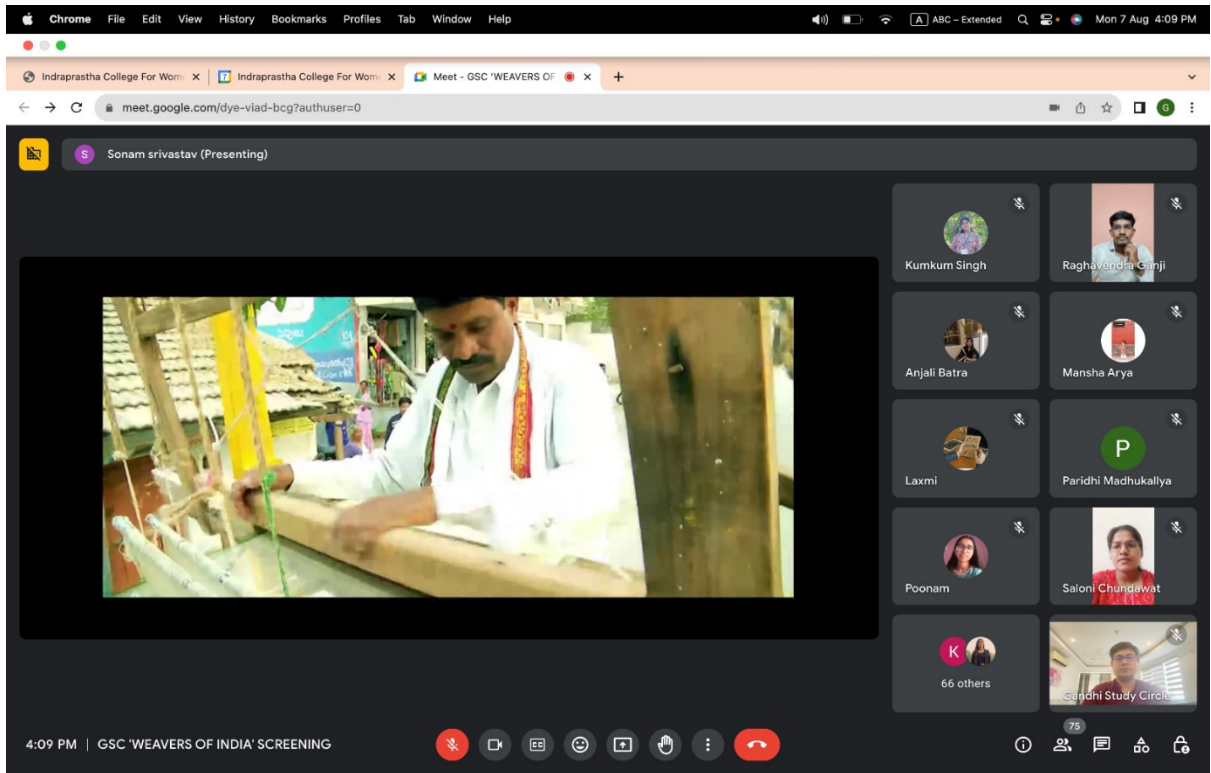 Chrome File Edit View History Bookmarks Profiles Tab Window Help A ABC – Extended Mon 7 Aug 4:09 PM
Indraprastha College For Wom 7 Indraprastha College For Wom Meet - GSC 'WEAVERS OF
meet.google.com/dye-viad-bcg?authuser=0 G
S Sonam srivastav (Presenting)
Kumkum Singh Raghavendra Ganji
Anjali Batra Mansha Arya
Laxmi P Paridhi Madhukallya
Poonam Saloni Chundawat
K 66 others Gandhi Study Circle
4:09 PM | GSC 'WEAVERS OF INDIA' SCREENING CC 75